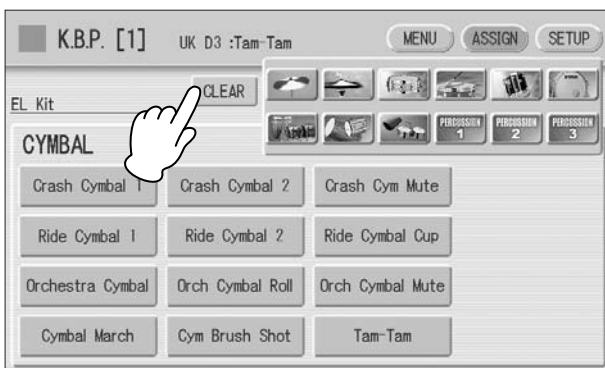 K.B.P. [1] UK D3 :Tam-Tam MENU ASSIGN SETUP
CLEAR
EL Kit
PERCUSSION 1 PERCUSSION 2 PERCUSSION 3
CYMBAL
Crash Cymbal 1 Crash Cymbal 2 Crash Cym Mute
Ride Cymbal 1 Ride Cymbal 2 Ride Cymbal Cup
Orchestra Cymbal Orch Cymbal Roll Orch Cymbal Mute
Cymbal March Cym Brush Shot Tam-Tam